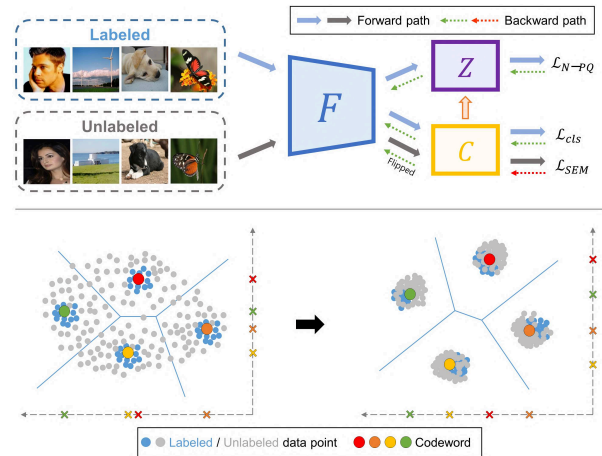 Labeled
Unlabeled
Forward path
Backward path
F
Z
C
Flipped
L_{N-PQ}
L_{cls}
L_{SEM}
Labeled / Unlabeled data point
Codeword